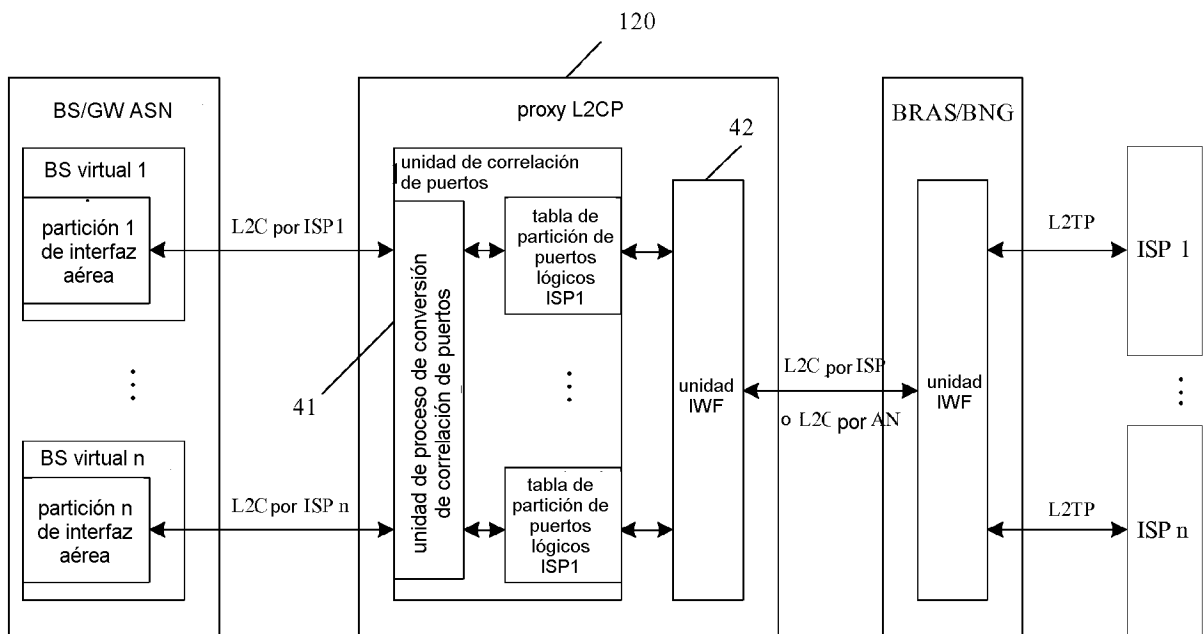 120
BS/GW ASN
BS virtual 1
partición 1
de interfaz
aérea
BS virtual n
partición n
de interfaz
aérea
L2C por ISP1
L2C por ISP n
41
proxy L2CP
unidad de correlación
de puertos
unidad de proceso de conversión
de correlación de puertos
tabla de
partición de
puertos
lógicos
ISP1
tabla de
partición de
puertos
lógicos
ISP1
42
unidad
IWF
L2C por ISP
o L2C por AN
BRAS/BNG
unidad
IWF
L2TP
L2TP
ISP 1
ISP n